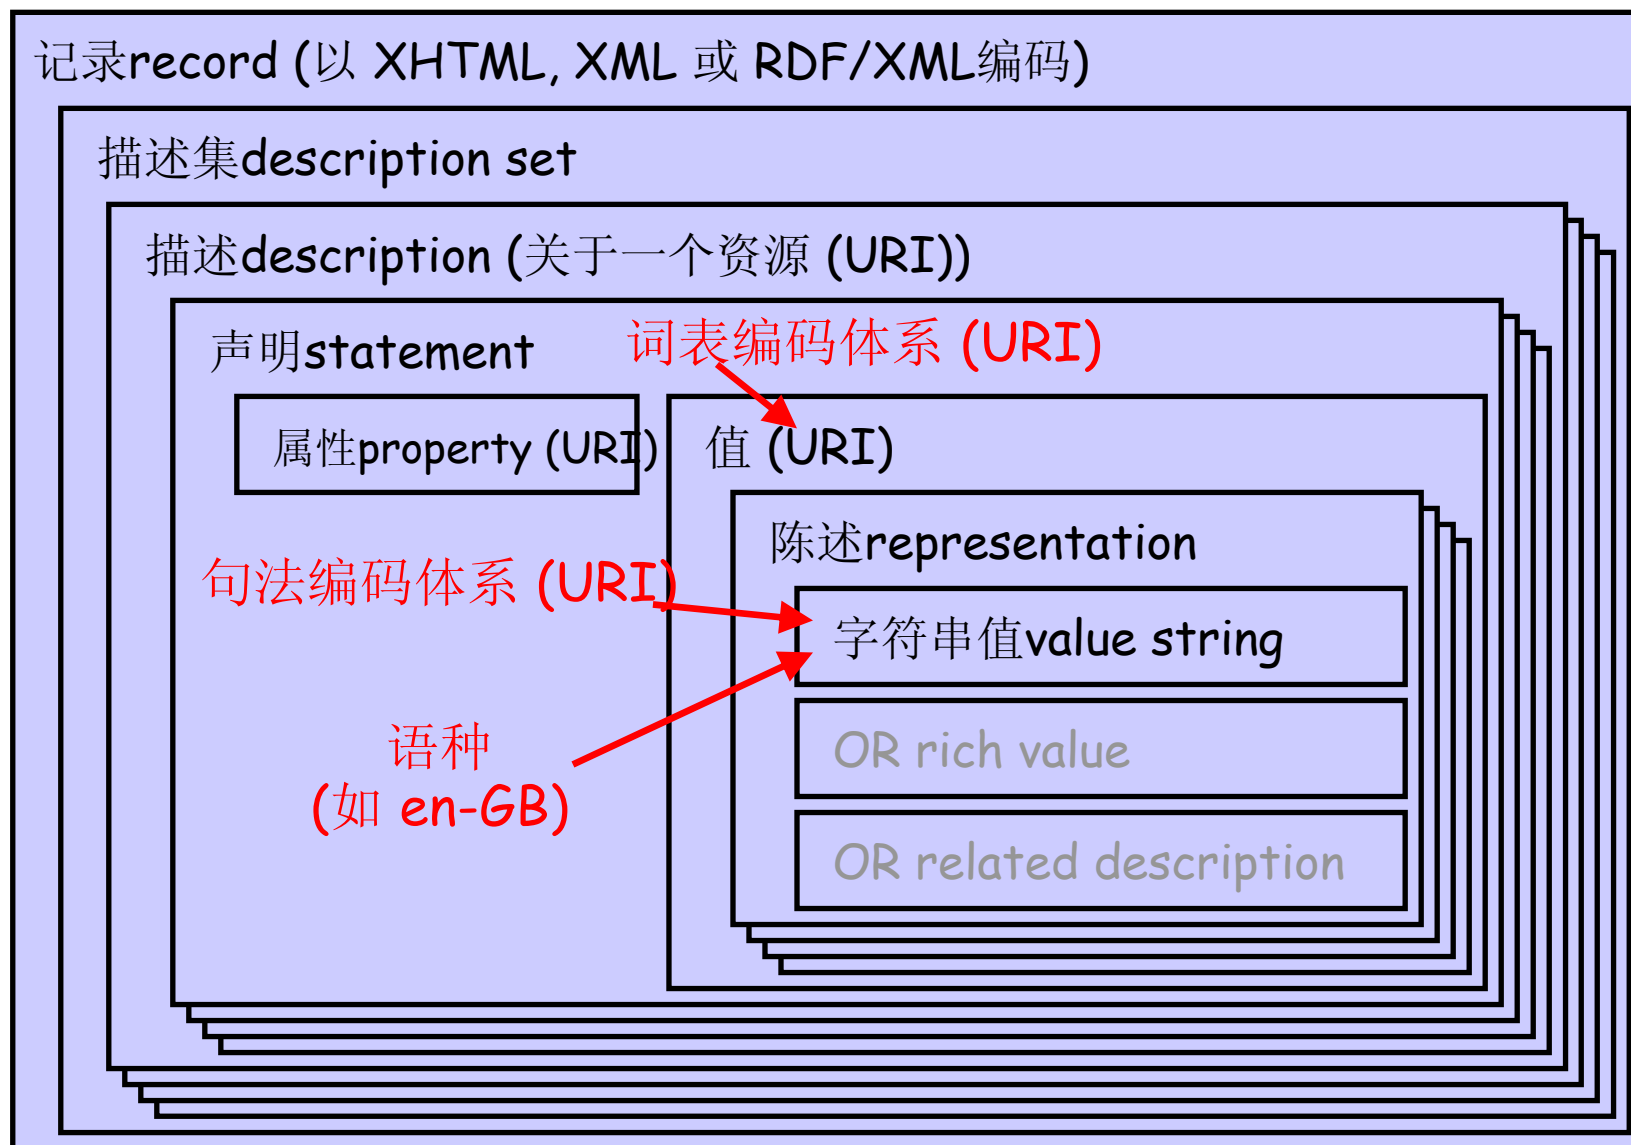 记录record (以 XHTML, XML 或 RDF/XML编码)
描述集description set
描述description (关于一个资源 (URI))
声明statement
词表编码体系 (URI)
属性property (URI)
值 (URI)
陈述representation
句法编码体系 (URI)
字符串值value string
语种
(如 en-GB)
OR rich value
OR related description